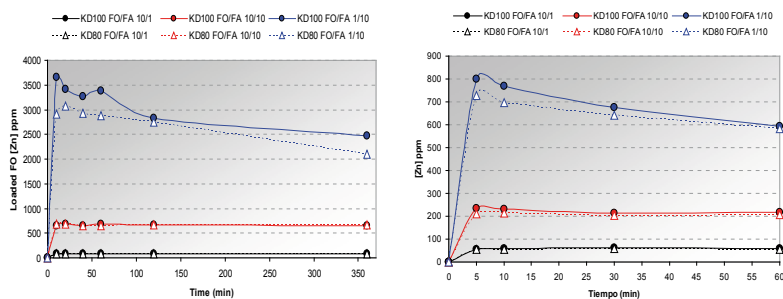 KD100 FO/FA 10/1 KD100 FO/FA 10/10 KD100 FO/FA 1/10
KD80 FO/FA 10/1 KD80 FO/FA 10/10 KD80 FO/FA 1/10
Loaded FO [Zn] ppm
4000
3500
3000
2500
2000
1500
1000
500
0
0 50 100 150 200 250 300 350
Time (min)
KD100 FO/FA 10/1 KD100 FO/FA 10/10 KD100 FO/FA 1/10
KD80 FO/FA 10/1 KD80 FO/FA 10/10 KD80 FO/FA 1/10
[Zn] ppm
900
800
700
600
500
400
300
200
100
0
0 5 10 15 20 25 30 35 40 45 50 55 60
Tiempo (min)